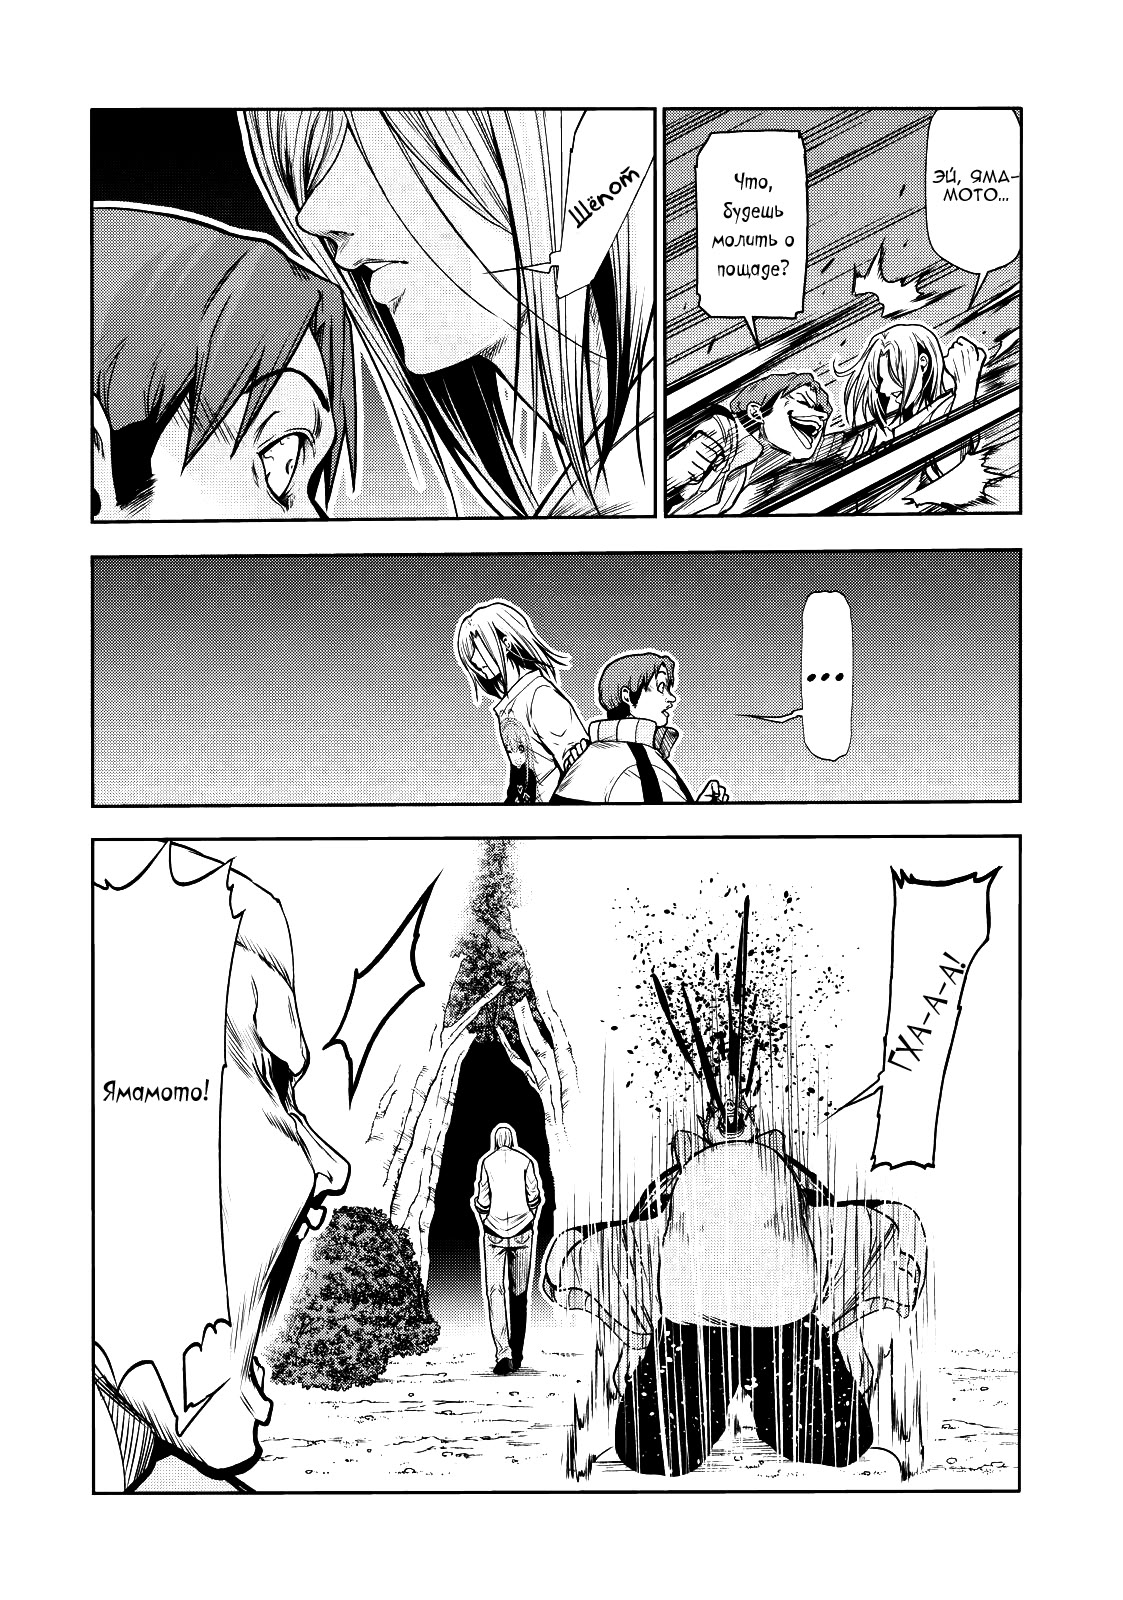 ЭЙ, ЯМА-
МОТО...
Что,
будешь
молить о
пощаде?
Шёпот
...
ГХА-А-А!
Ямамото!